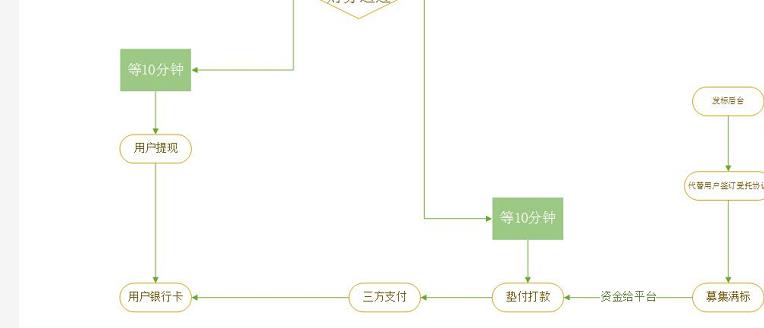 等10分钟
发标后台
用户提现
代替用户签订受托协议
等10分钟
用户银行卡
三方支付
垫付打款
资金给平台
募集满标